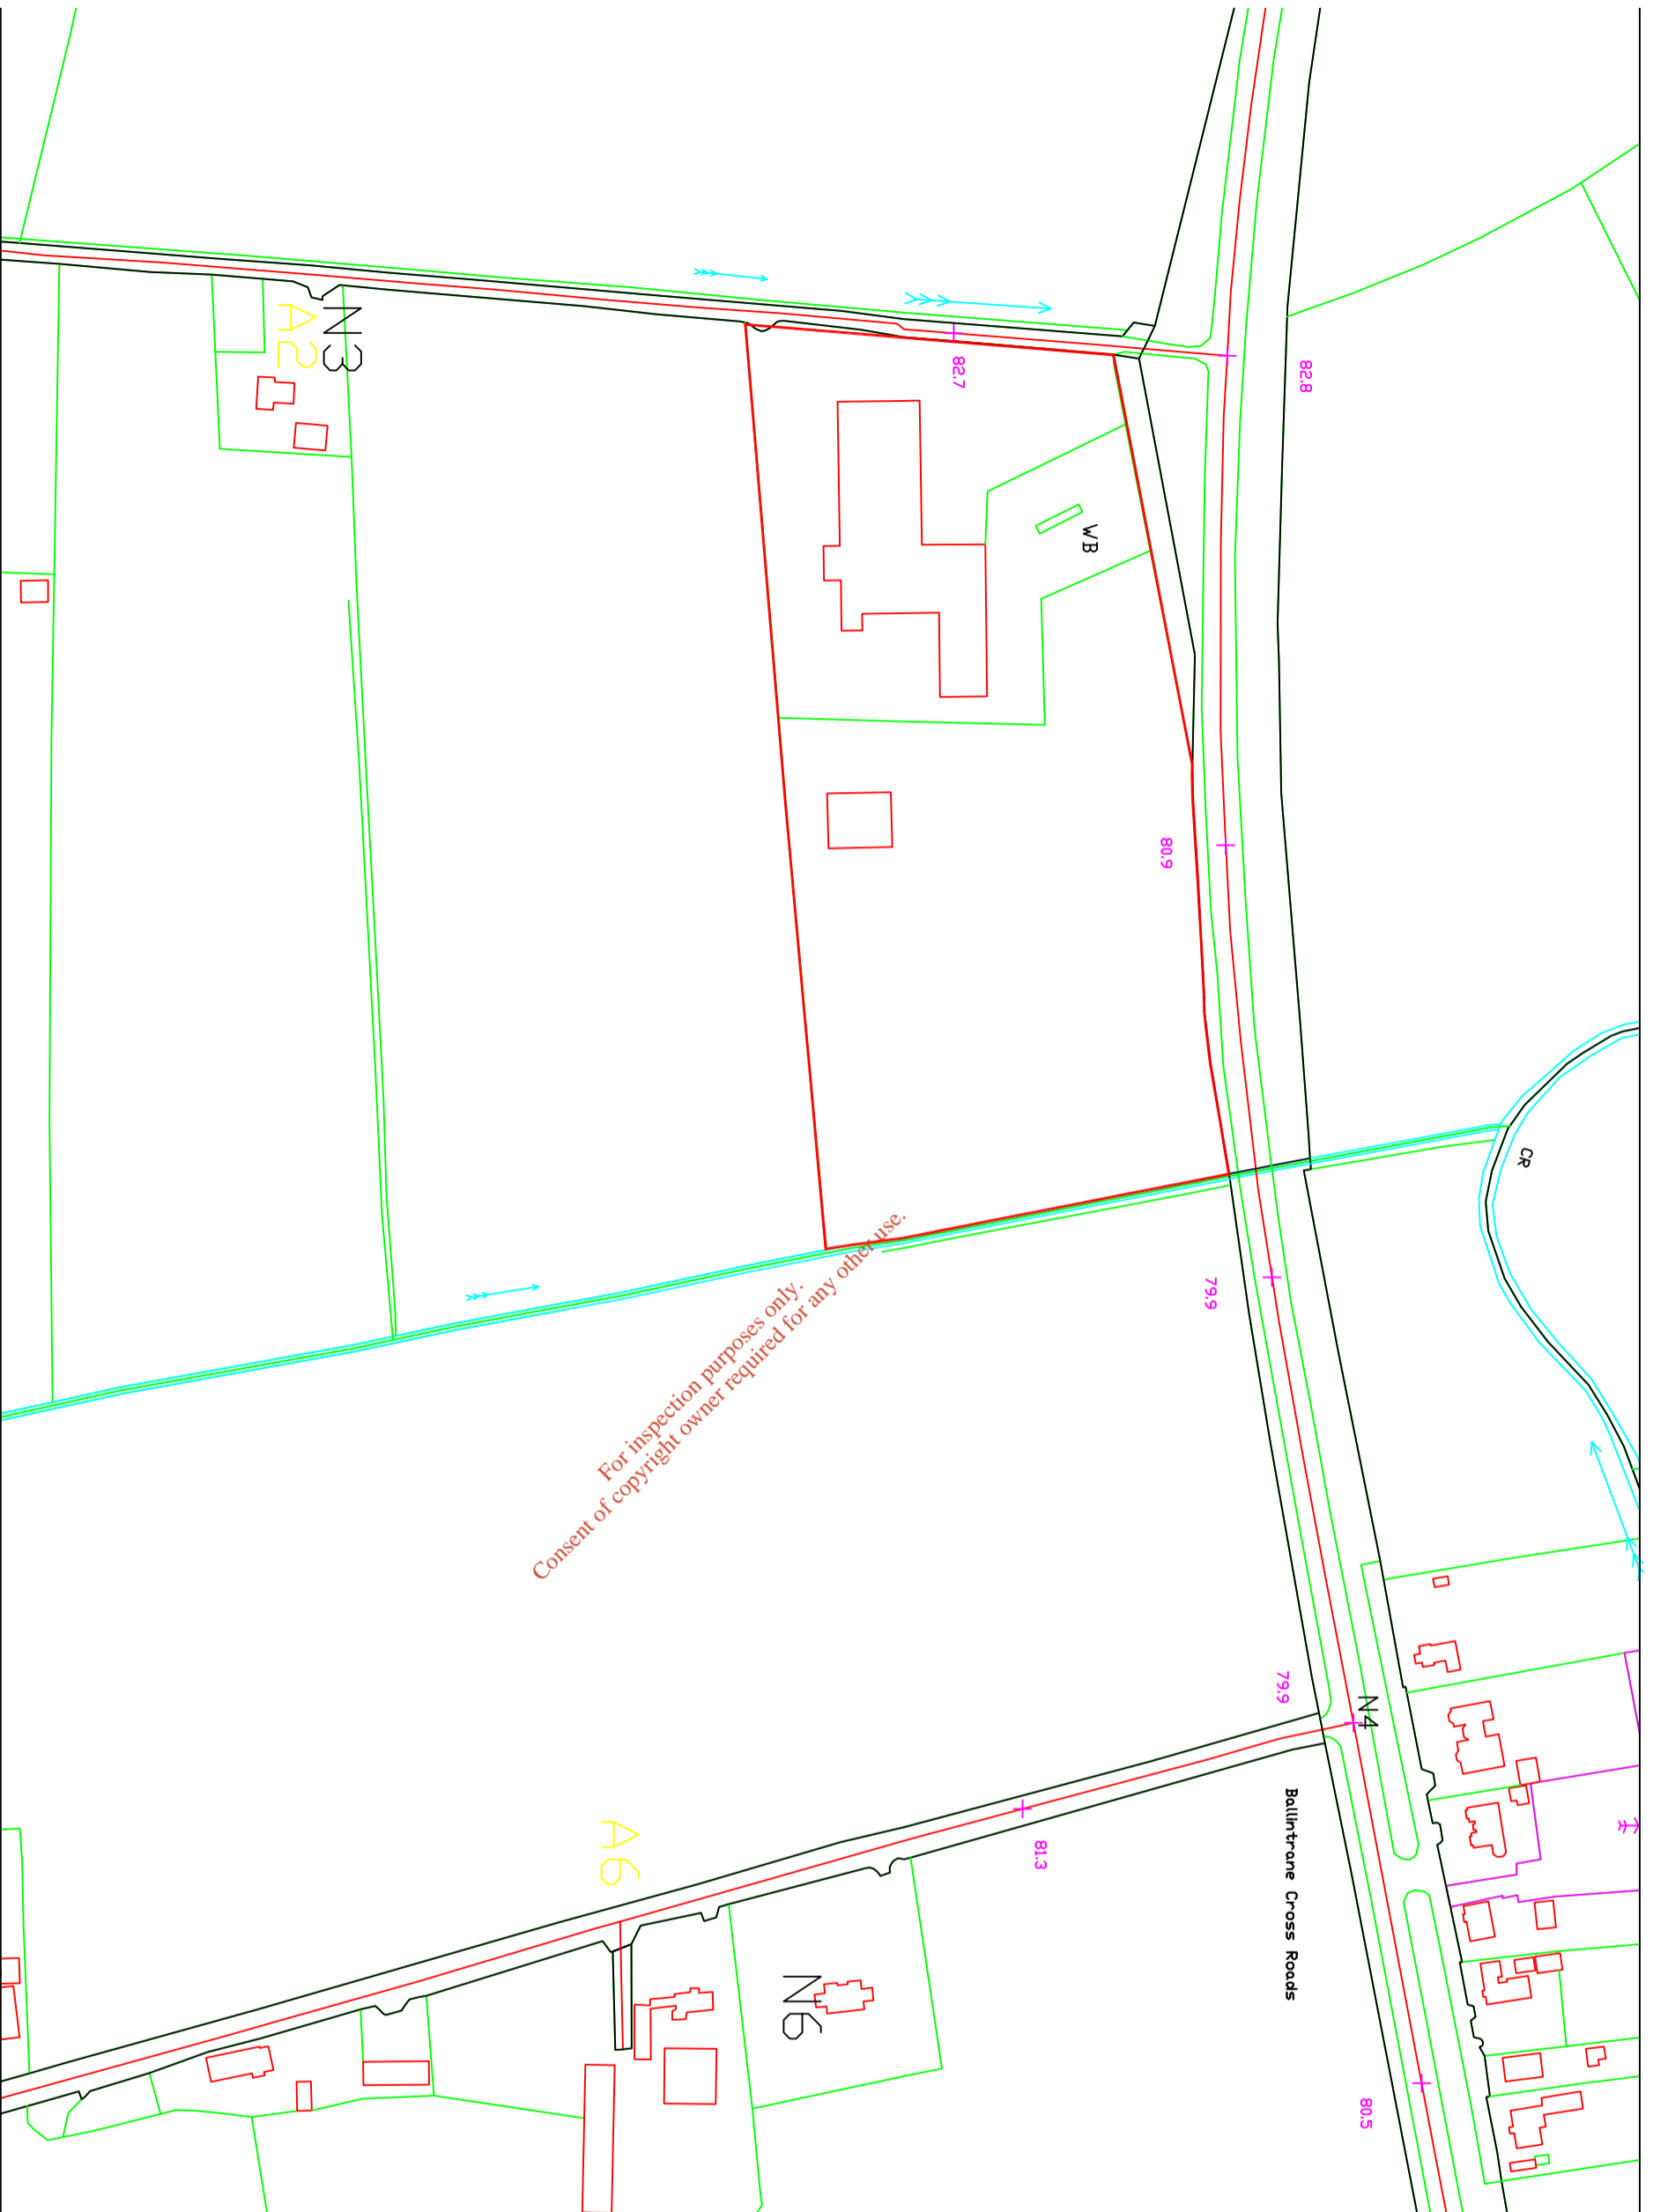 A2
N3
82.7
82.8
WB
80.9
CR
79.9
For inspection purposes only.
Consent of copyright owner required for any other use.
79.9
N4
Ballintrane Cross Roads
81.3
A6
N6
80.5